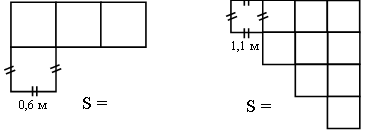 1,1 м
0,6 м
S =
S =